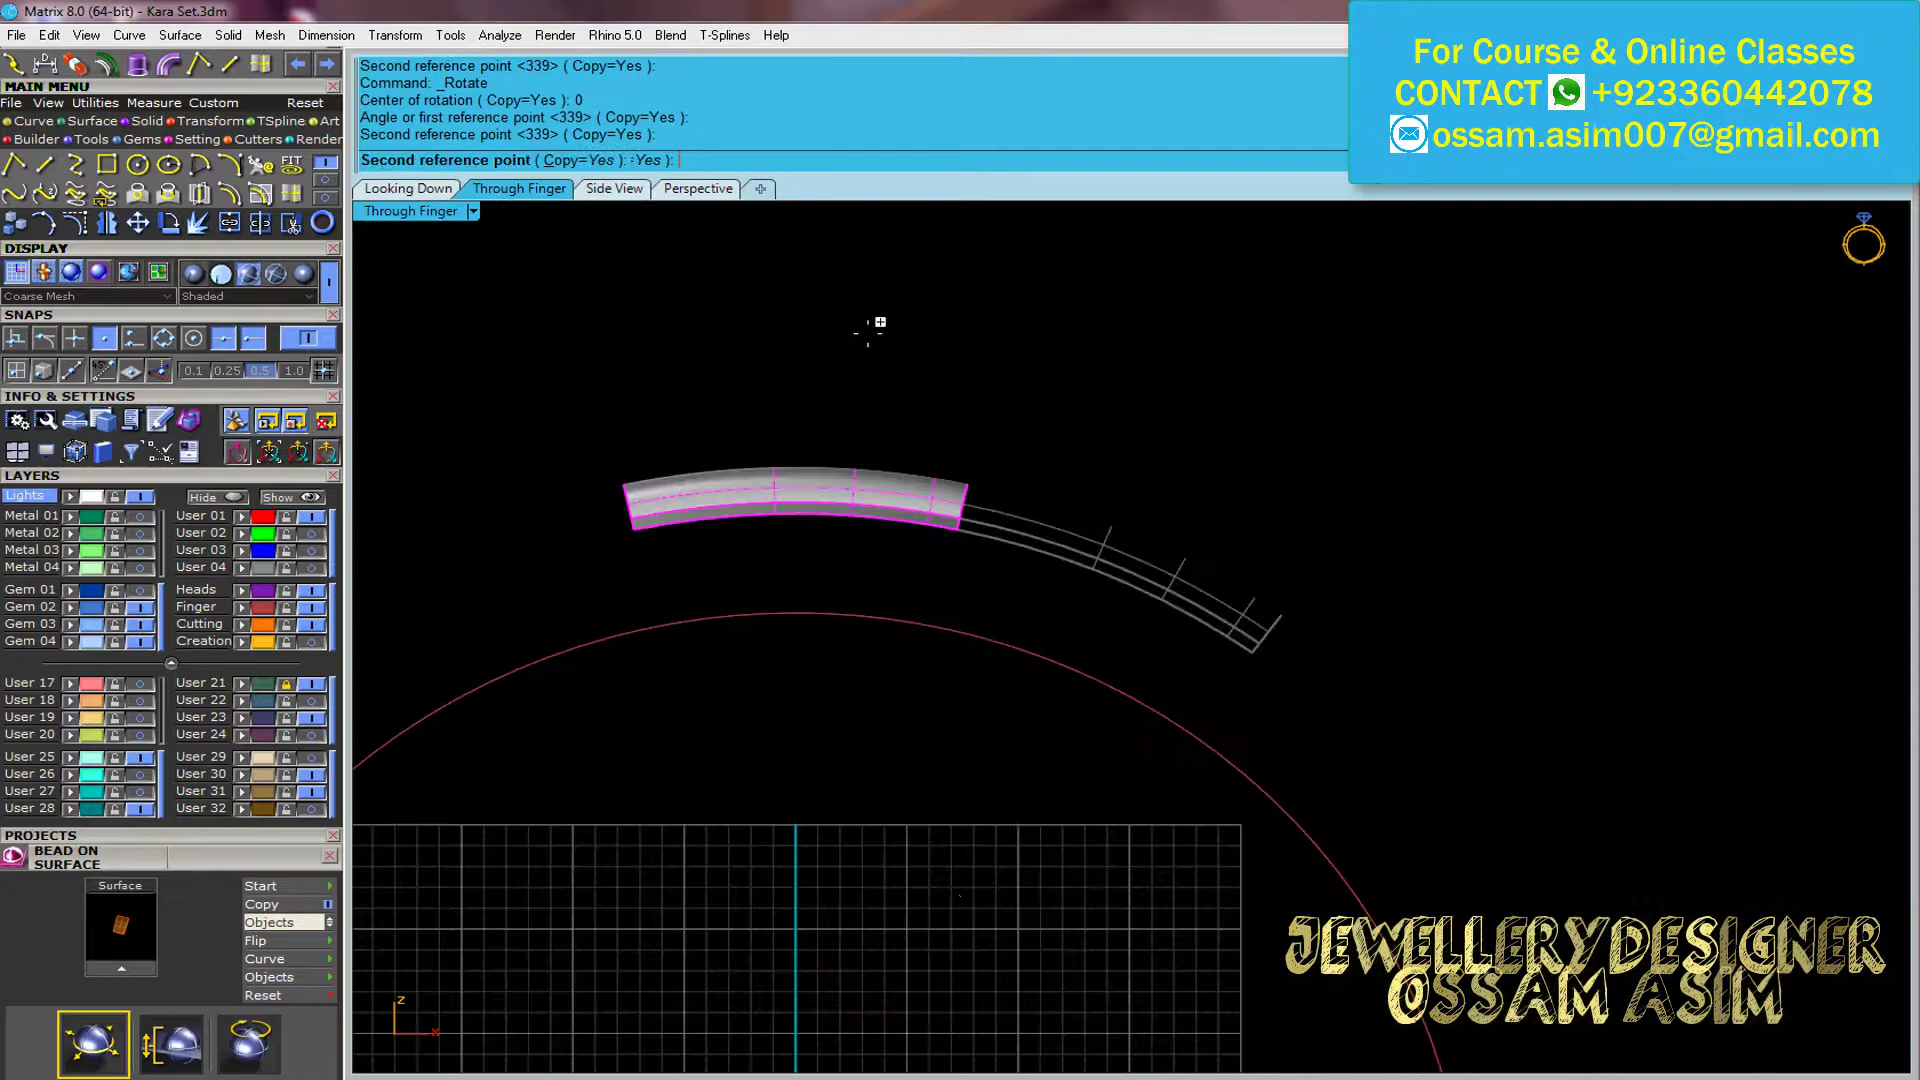 Matrix 8.0 (64-bit) - Kara Set.3dm
File Edit View Curve Surface Solid Mesh Dimension Transform Tools Analyze Render Rhino 5.0 Blend T-Splines Help
For Course & Online Classes
CONTACT +923360442078
ossam.asim007@gmail.com
Second reference point <339> ( Copy=Yes ):
Command: _Rotate
Center of rotation ( Copy=Yes ): 0
Angle or first reference point <339> ( Copy=Yes ):
Second reference point <339> ( Copy=Yes ):
Second reference point ( Copy=Yes ): :Yes ):
Looking Down Through Finger Side View Perspective
Through Finger
MAIN MENU
File View Utilities Measure Custom Reset
Curve Surface Solid Transform TSpline Art
Builder Tools Gems Setting Cutters Render
FIT
DISPLAY
Coarse Mesh Shaded
SNAPS
0.1 0.25 0.5 1.0
INFO & SETTINGS
LAYERS
Lights Hide Show
Metal 01 User 01
Metal 02 User 02
Metal 03 User 03
Metal 04 User 04
Gem 01 Heads
Gem 02 Finger
Gem 03 Cutting
Gem 04 Creation
User 17 User 21
User 18 User 22
User 19 User 23
User 20 User 24
User 25 User 29
User 26 User 30
User 27 User 31
User 28 User 32
PROJECTS
BEAD ON
SURFACE
Surface
Start
Copy
Objects
Flip
Curve
Objects
Reset
z
x
JEWELLERYDESIGNER
OSSAM ASIM